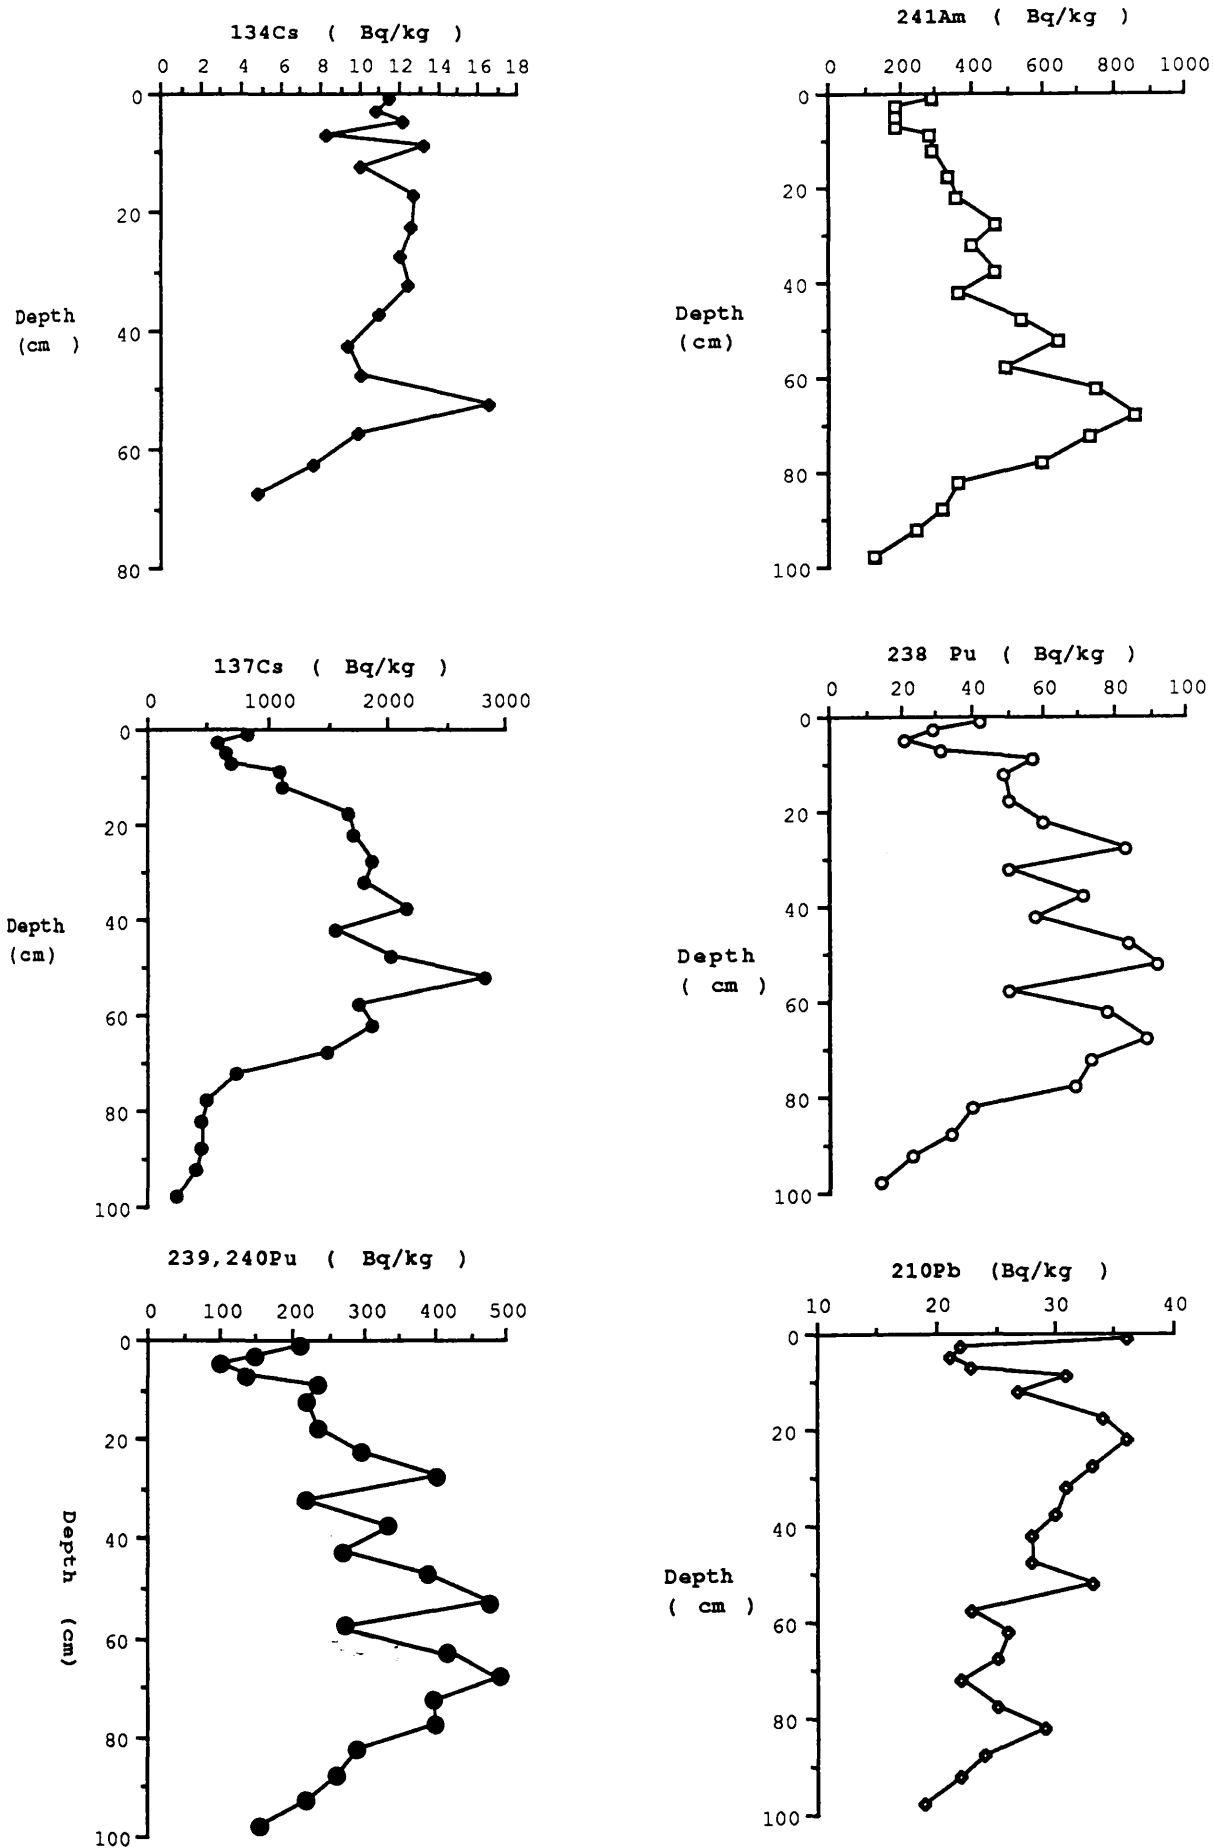 134Cs ( Bq/kg )
0 2 4 6 8 10 12 14 16 18
0
20
40
60
80
Depth
(cm )
241Am ( Bq/kg )
0 200 400 600 800 1000
0
20
40
60
80
100
Depth
(cm)
137Cs ( Bq/kg )
0 1000 2000 3000
0
20
40
60
80
100
Depth
(cm)
238 Pu ( Bq/kg )
0 20 40 60 80 100
0
20
40
60
80
100
Depth
( cm )
239,240Pu ( Bq/kg )
0 100 200 300 400 500
0
20
40
60
80
100
Depth (cm)
210Pb (Bq/kg )
10 20 30 40
0
20
40
60
80
100
Depth
( cm )